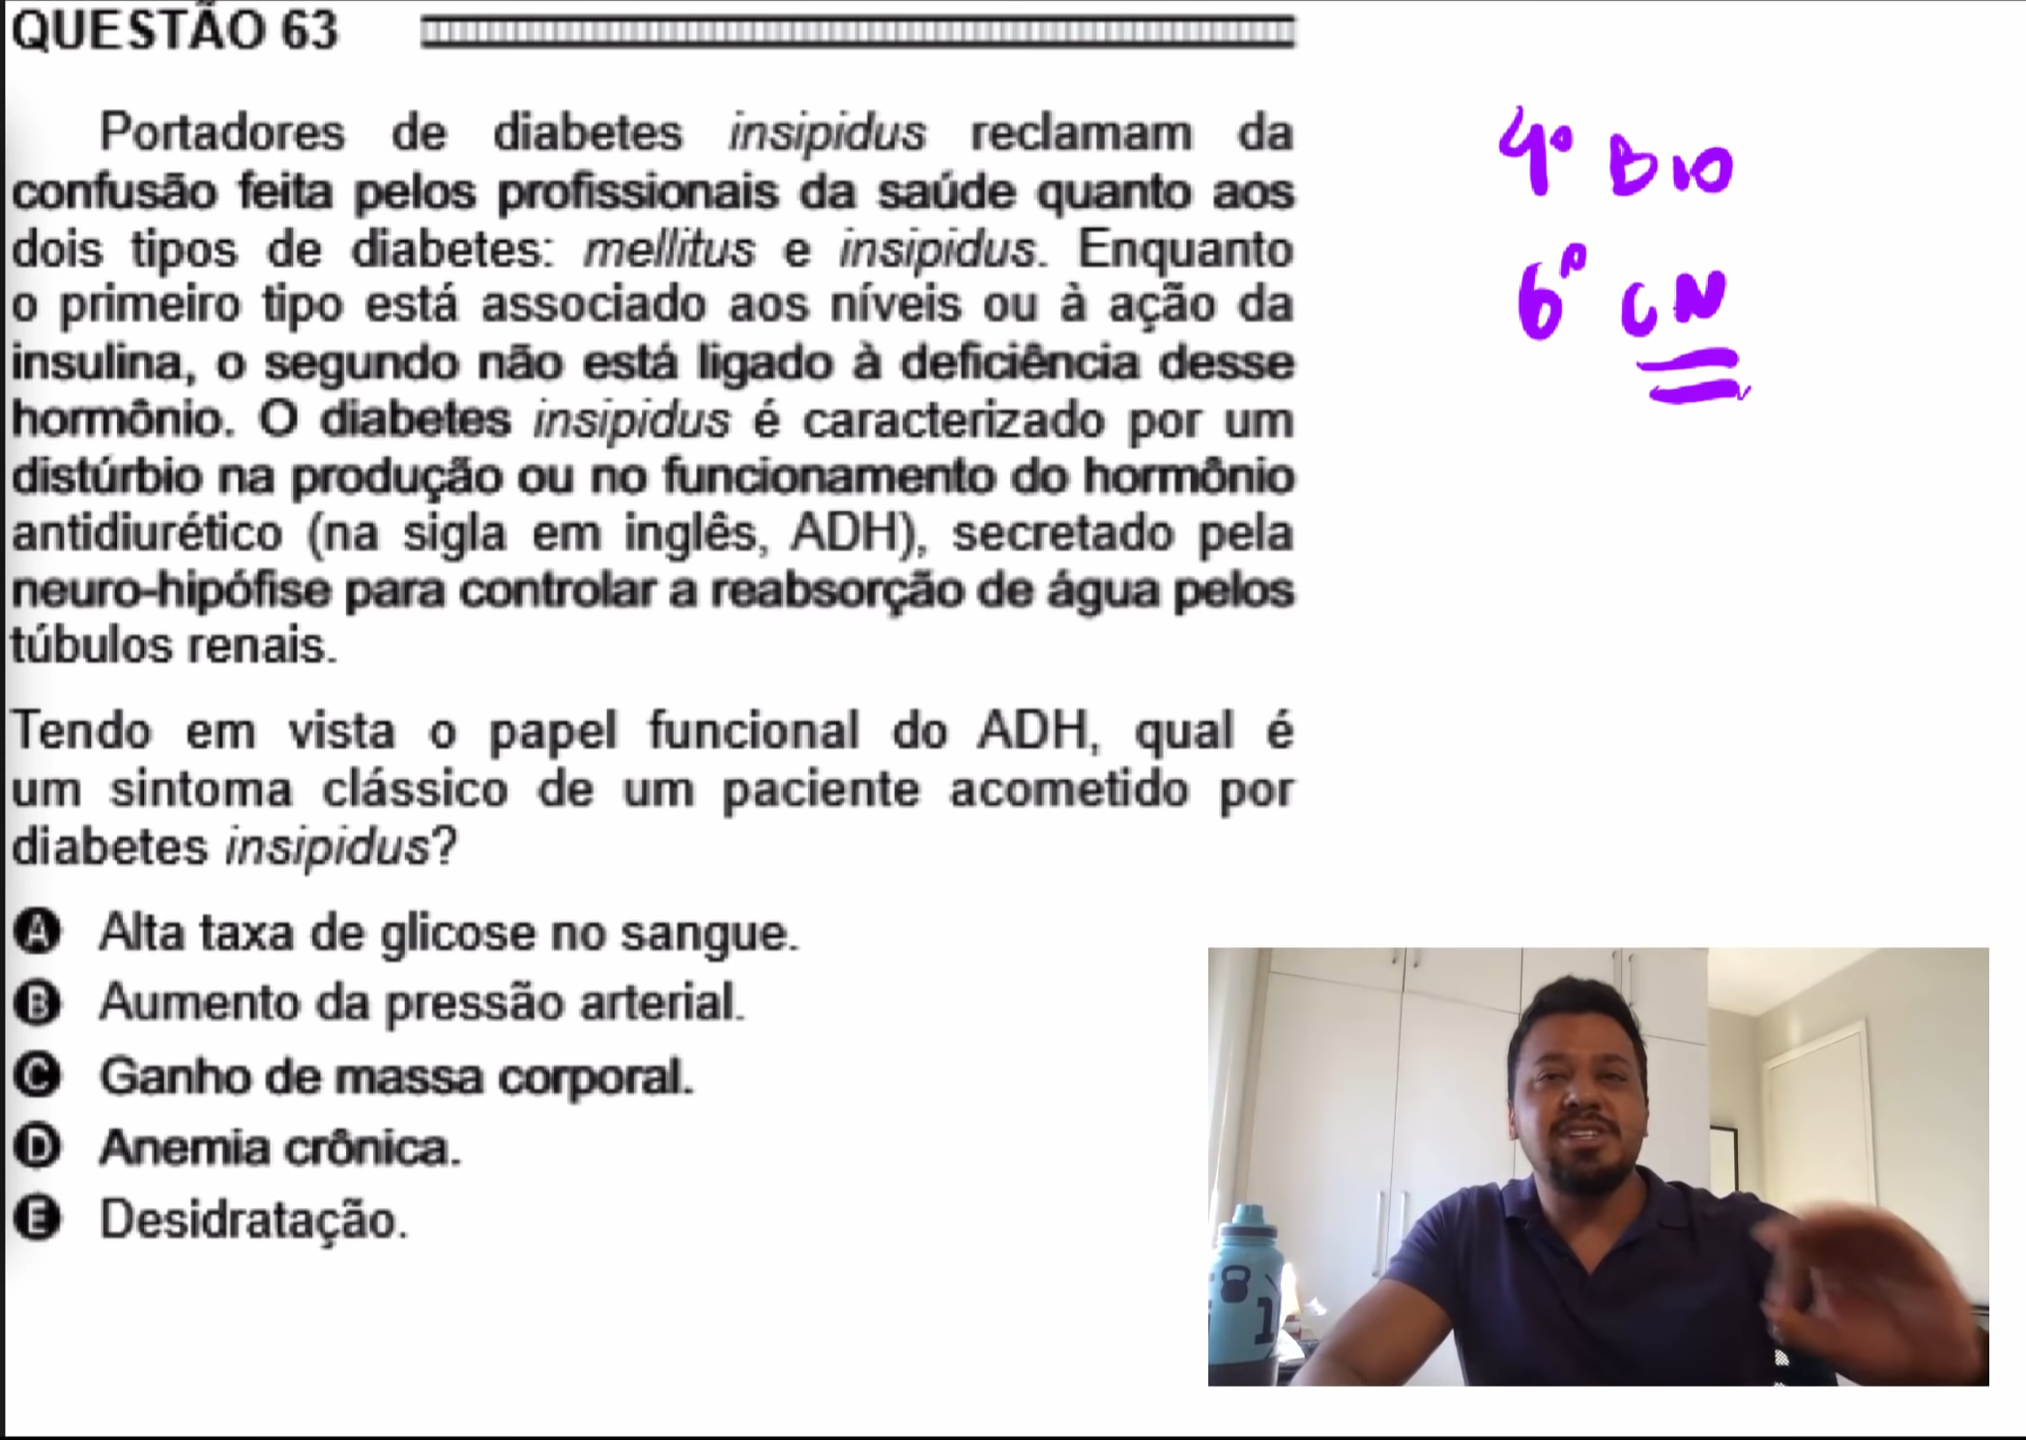 QUESTÃO 63
Portadores de diabetes insipidus reclamam da
confusão feita pelos profissionais da saúde quanto aos
dois tipos de diabetes: mellitus e insipidus. Enquanto
o primeiro tipo está associado aos níveis ou à ação da
insulina, o segundo não está ligado à deficiência desse
hormônio. O diabetes insipidus é caracterizado por um
distúrbio na produção ou no funcionamento do hormônio
antidiurético (na sigla em inglês, ADH), secretado pela
neuro-hipófise para controlar a reabsorção de água pelos
túbulos renais.
Tendo em vista o papel funcional do ADH, qual é
um sintoma clássico de um paciente acometido por
diabetes insipidus?
A Alta taxa de glicose no sangue.
B Aumento da pressão arterial.
C Ganho de massa corporal.
D Anemia crônica.
E Desidratação.
4º BIO
6º CN